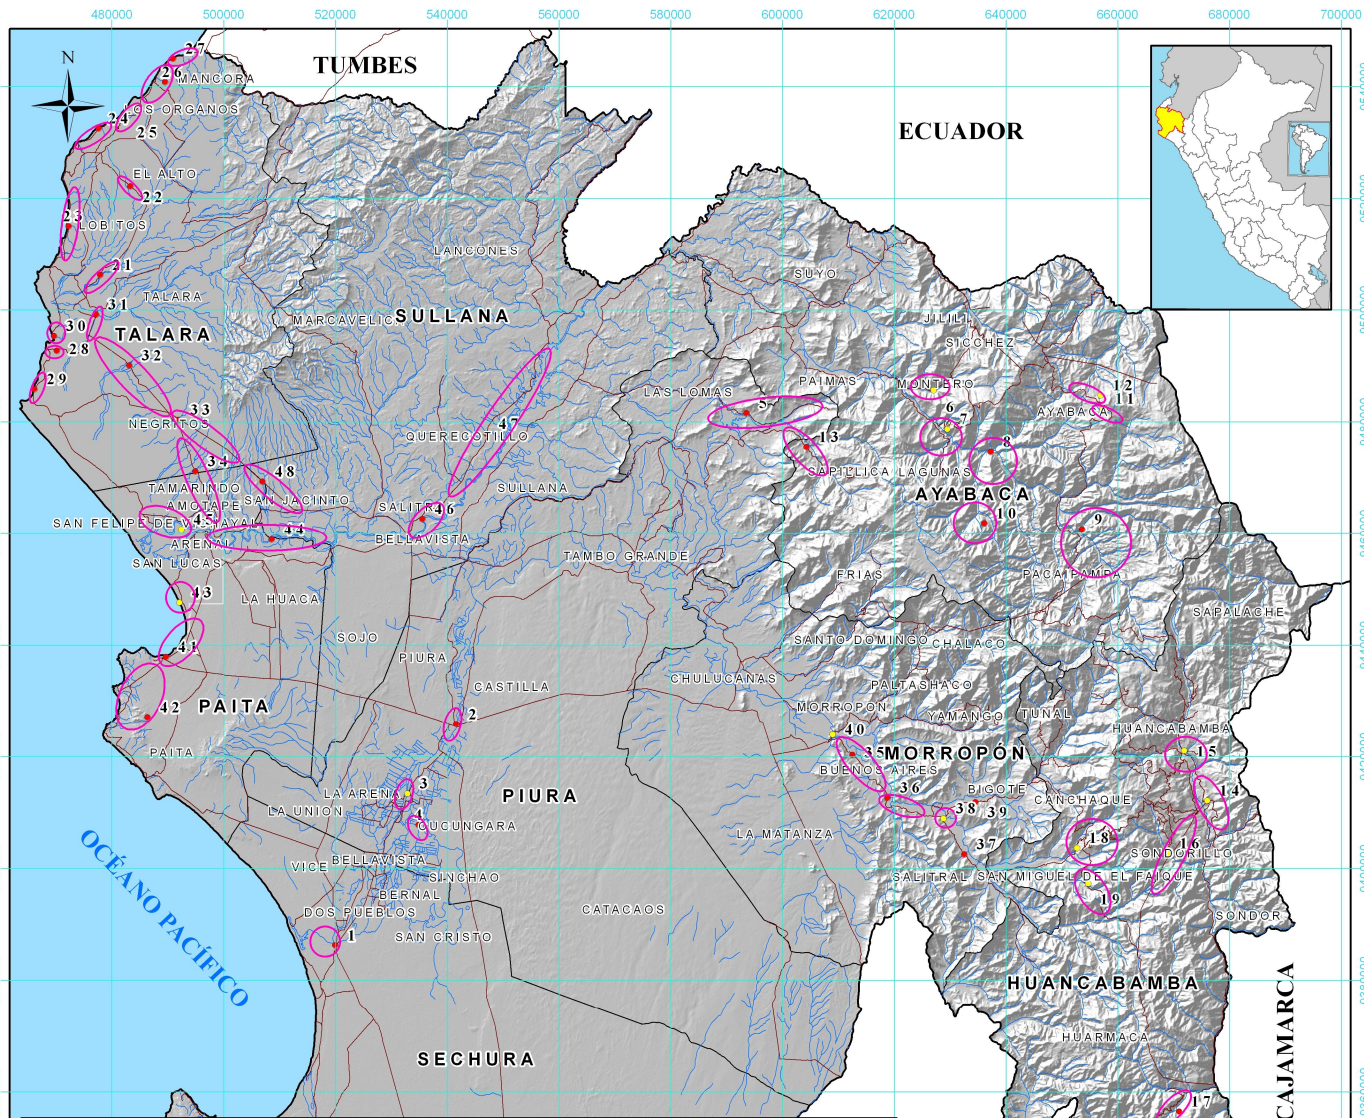 480000 500000 520000 540000 560000 580000 600000 620000 640000 660000 680000 700000
N
TUMBES
ECUADOR
27
26
MANCORA
LOS ORGANOS
24
25
EL ALTO
22
23
LOBITOS
LANCONES
21
TALARA
SUYO
31
MARCAVELIC
SULLANA
30
TALARA
JILILI
SICCHEZ
28
32
29
LAS LOMAS
PAIMAS
MONTERO
12
11
AYABACA
5
6
7
33
NEGRITOS
47
QUERECOTILLO
13
8
34
48
SAPILLICA
LAGUNAS
TAMARINDO
SAN JACINTO
SULLANA
AYABACA
AMOTAPE
SALITR
46
10
9
SAN FELIPE DE VICHAYAL
45
44
BELLAVISTA
ARENAL
SAN LUCAS
TAMBO GRANDE
FRIAS
PACAIPAMPA
43
LA HUACA
SAPALACHE
41
SOJO
SANTO DOMINGO
CHALACO
PIURA
CHULUCANAS
PALTASHACO
42
PAITA
CASTILLA
MORROPON
YAMANGO
TUNAL
2
40
HUANCABAMBA
PAITA
35
MORROPÓN
15
BUENOS AIRES
3
LA ARENA
PIURA
36
BIGOTE
CANCHAQUE
14
LA UNION
4
CUCUNGARA
38
39
LA MATANZA
37
18
16
SONDORILLO
VICE
BELLAVISTA
SINCHAO
SALITRAL
SAN MIGUEL DE EL FAIQUE
BERNAL
19
DOS PUEBLOS
CATACAOS
SONDOR
1
SAN CRISTO
OCÉANO PACÍFICO
HUANCABAMBA
HUARMACA
SECHURA
CAJAMARCA
17